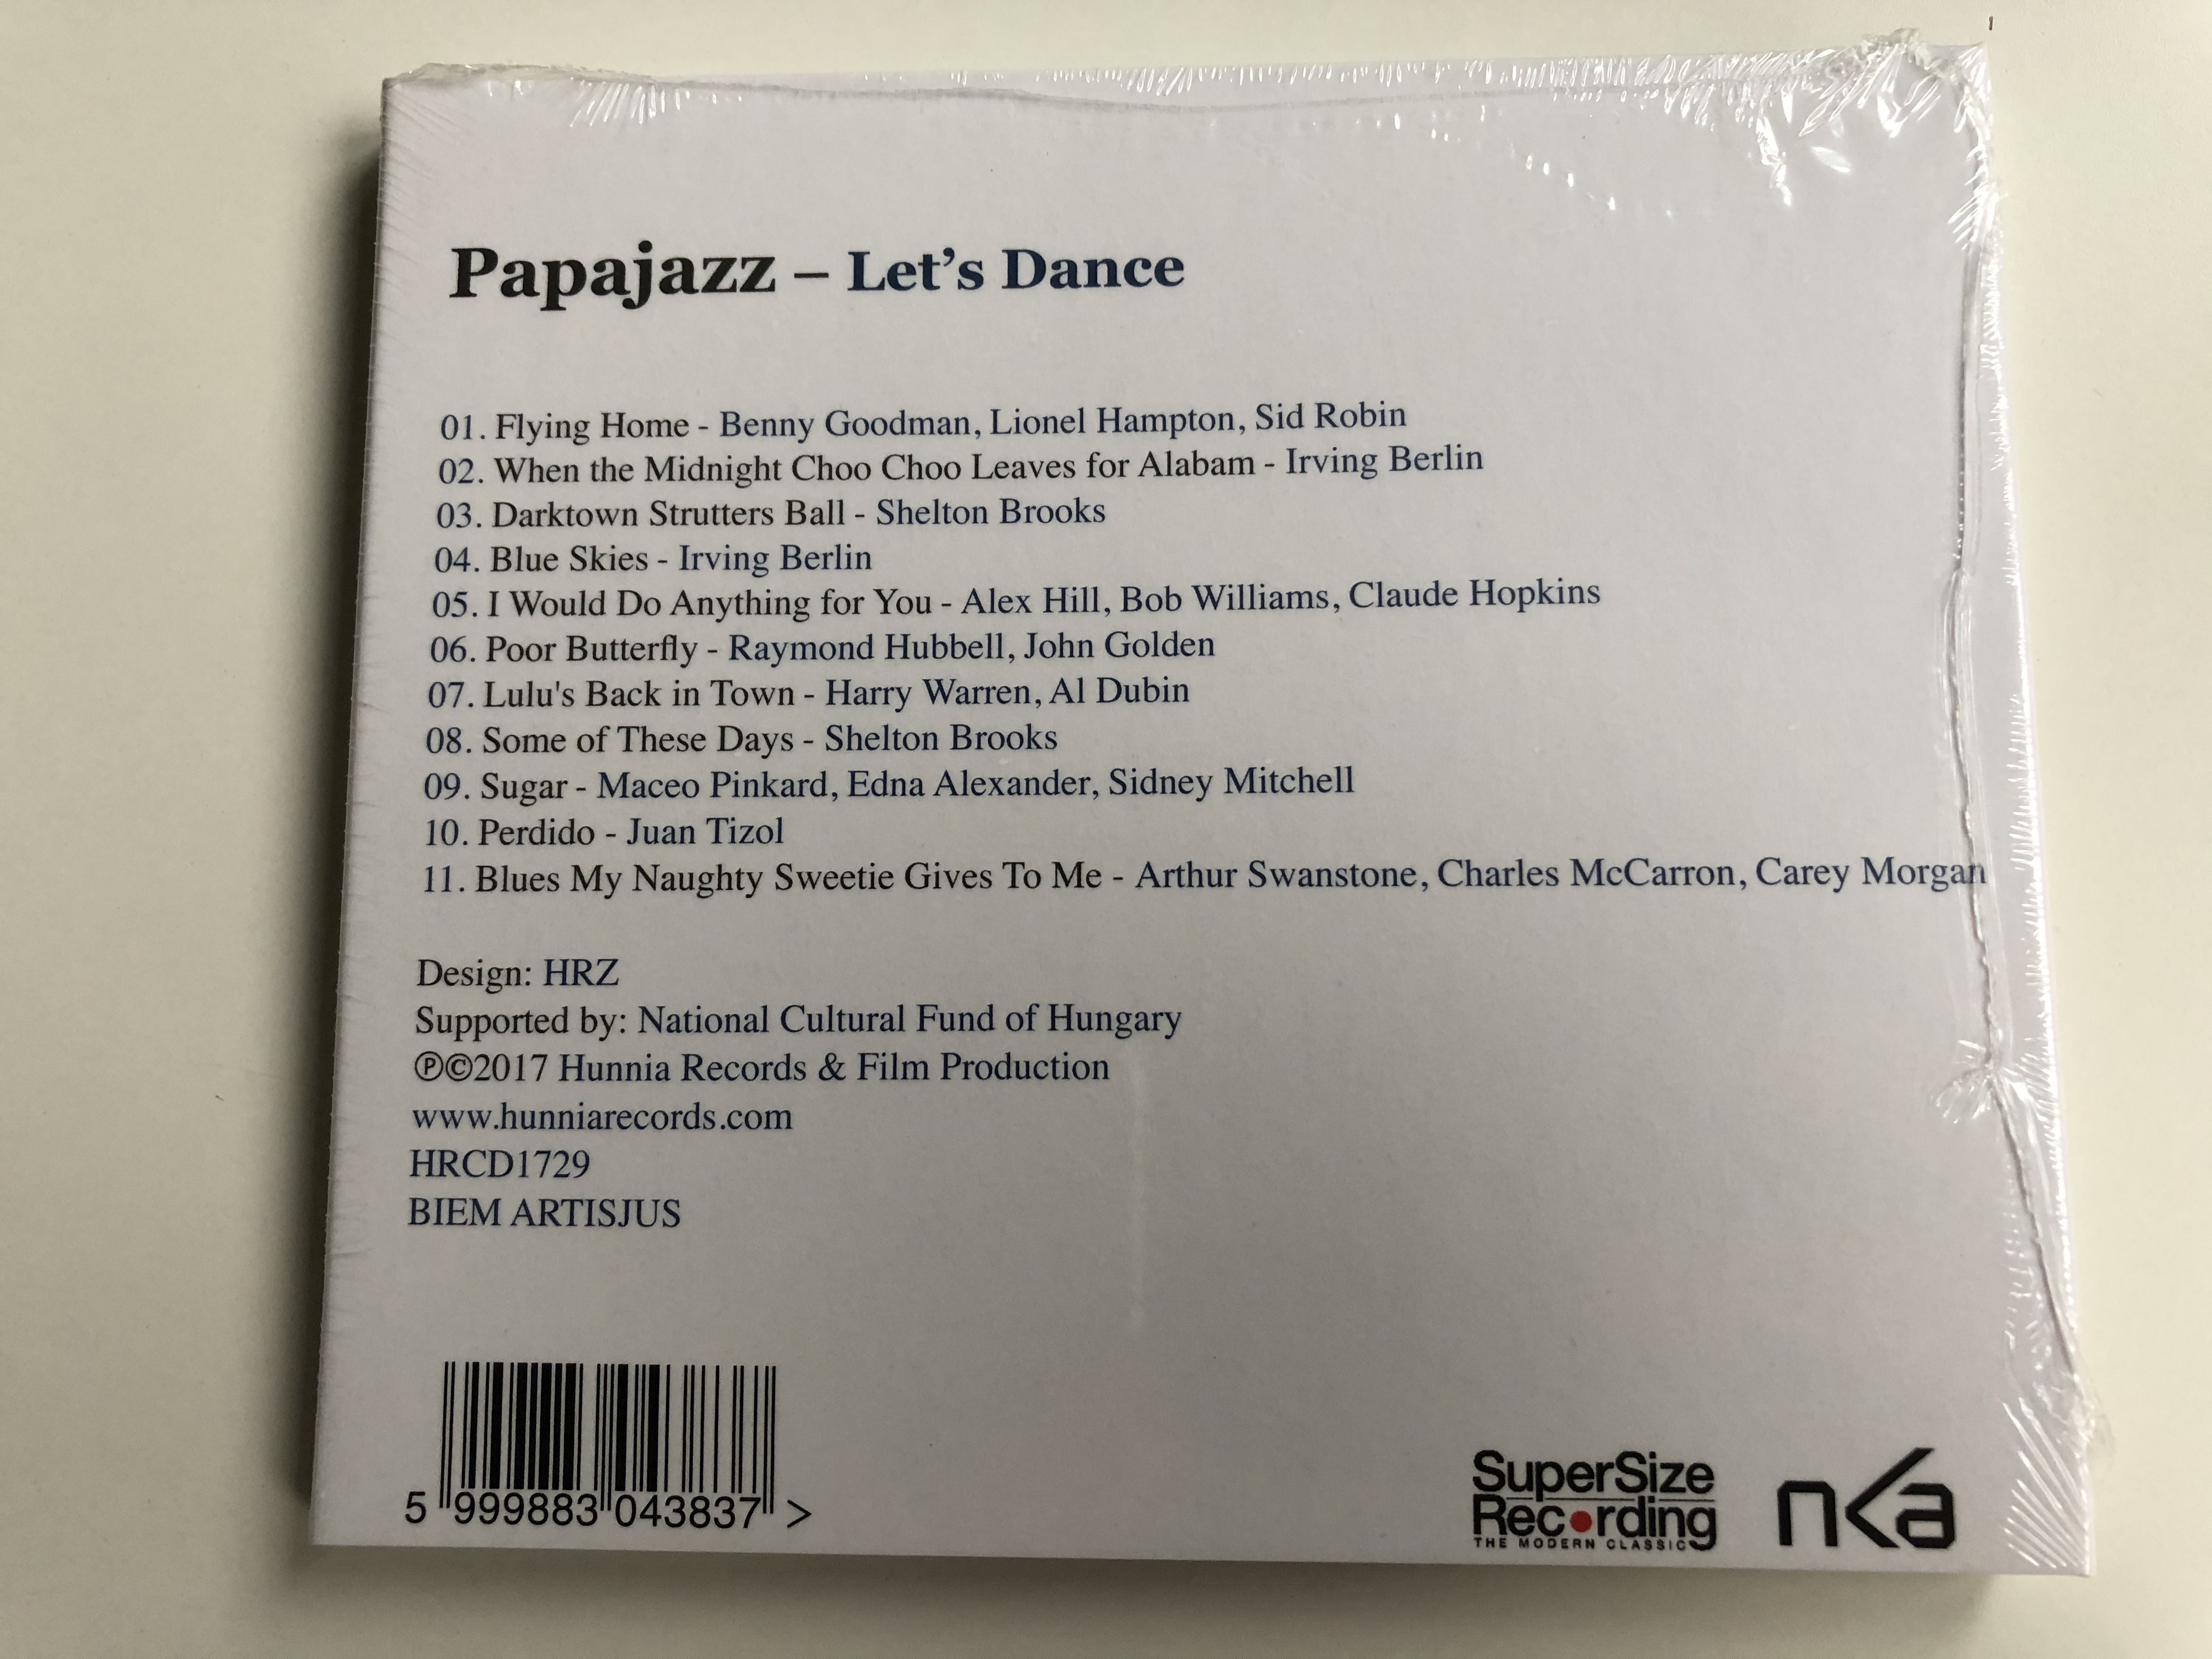 Papajazz – Let’s Dance
01. Flying Home - Benny Goodman, Lionel Hampton, Sid Robin
02. When the Midnight Choo Choo Leaves for Alabam - Irving Berlin
03. Darktown Strutters Ball - Shelton Brooks
04. Blue Skies - Irving Berlin
05. I Would Do Anything for You - Alex Hill, Bob Williams, Claude Hopkins
06. Poor Butterfly - Raymond Hubbell, John Golden
07. Lulu's Back in Town - Harry Warren, Al Dubin
08. Some of These Days - Shelton Brooks
09. Sugar - Maceo Pinkard, Edna Alexander, Sidney Mitchell
10. Perdido - Juan Tizol
11. Blues My Naughty Sweetie Gives To Me - Arthur Swanstone, Charles McCarron, Carey Morgan
Design: HRZ
Supported by: National Cultural Fund of Hungary
℗©2017 Hunnia Records & Film Production
www.hunniarecords.com
HRCD1729
BIEM ARTISJUS
5 999883 043837 >
SuperSize
Recording
THE MODERN CLASSIC
nka